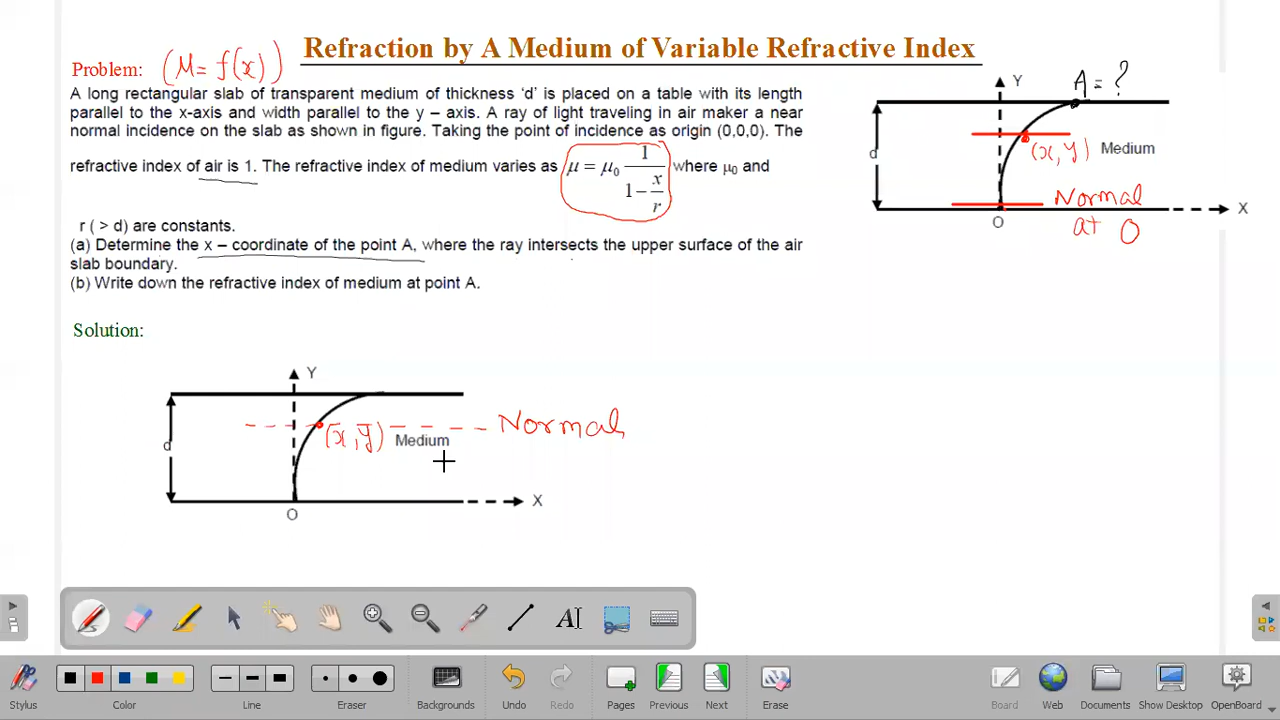 Refraction by A Medium of Variable Refractive Index
Problem: (μ= f(x))
A long rectangular slab of transparent medium of thickness 'd' is placed on a table with its length
parallel to the x-axis and width parallel to the y – axis. A ray of light traveling in air maker a near
normal incidence on the slab as shown in figure. Taking the point of incidence as origin (0,0,0). The
refractive index of air is 1. The refractive index of medium varies as μ = μ₀ 1/(1 − x/r) where μ₀ and
r ( > d) are constants.
(a) Determine the x – coordinate of the point A, where the ray intersects the upper surface of the air
slab boundary.
(b) Write down the refractive index of medium at point A.
Y
A = ?
d
(x,y)
Medium
Normal
at O
O
X
Solution:
Y
Normal
d
(x,y)
Medium
X
O
Stylus
Color
Line
Eraser
Backgrounds
Undo
Redo
Pages
Previous
Next
Erase
Board
Web
Documents
Show Desktop
OpenBoard